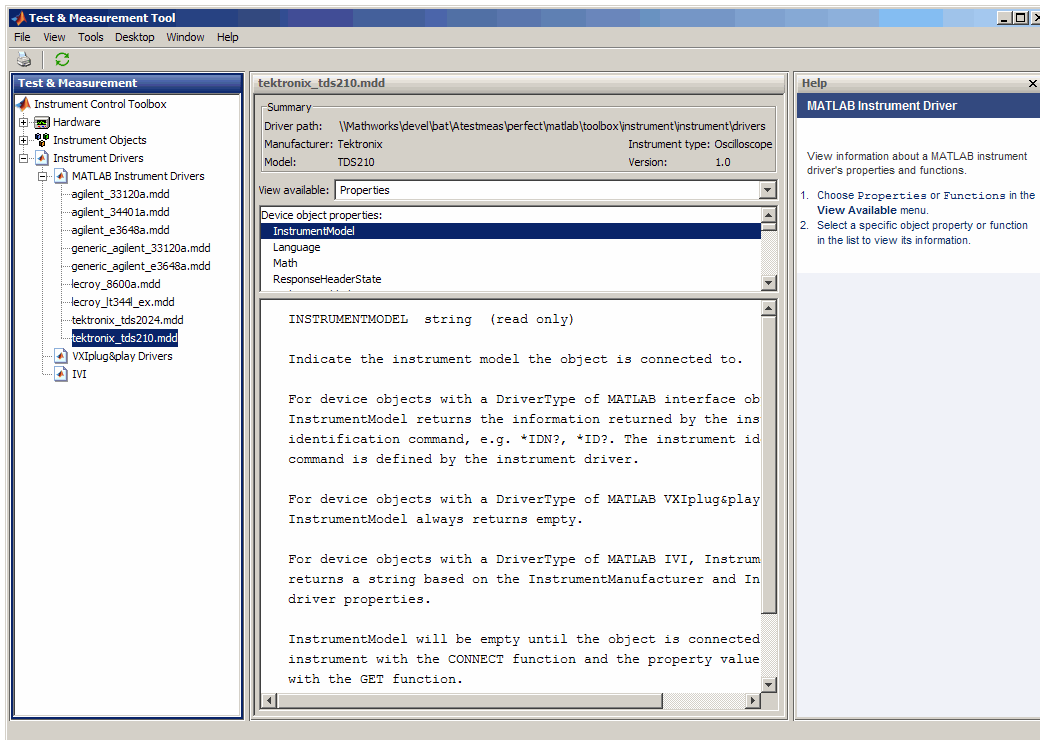 Test & Measurement Tool
File View Tools Desktop Window Help
Test & Measurement
Instrument Control Toolbox
Hardware
Instrument Objects
Instrument Drivers
MATLAB Instrument Drivers
agilent_33120a.mdd
agilent_34401a.mdd
agilent_e3648a.mdd
generic_agilent_33120a.mdd
generic_agilent_e3648a.mdd
lecroy_8600a.mdd
lecroy_lt344l_ex.mdd
tektronix_tds2024.mdd
tektronix_tds210.mdd
VXIplug&play Drivers
IVI
tektronix_tds210.mdd
Summary
Driver path: \\Mathworks\devel\bat\Atestmeas\perfect\matlab\toolbox\instrument\instrument\drivers
Manufacturer: Tektronix Instrument type: Oscilloscope
Model: TDS210 Version: 1.0
View available: Properties
Device object properties:
InstrumentModel
Language
Math
ResponseHeaderState
INSTRUMENTMODEL string (read only)
Indicate the instrument model the object is connected to.
For device objects with a DriverType of MATLAB interface ob
InstrumentModel returns the information returned by the ins
identification command, e.g. *IDN?, *ID?. The instrument id
command is defined by the instrument driver.
For device objects with a DriverType of MATLAB VXIplug&play
InstrumentModel always returns empty.
For device objects with a DriverType of MATLAB IVI, Instrum
returns a string based on the InstrumentManufacturer and In
driver properties.
InstrumentModel will be empty until the object is connected
instrument with the CONNECT function and the property value
with the GET function.
Help
MATLAB Instrument Driver
View information about a MATLAB instrument
driver's properties and functions.
1. Choose Properties or Functions in the
View Available menu.
2. Select a specific object property or function
in the list to view its information.